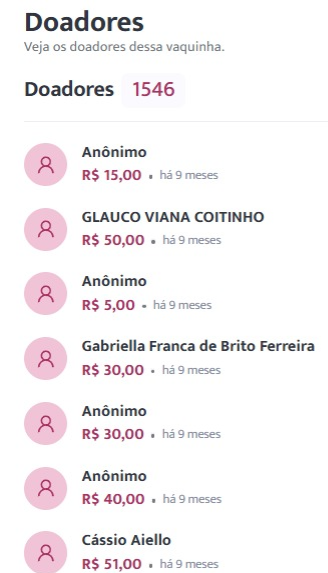 Doadores
Veja os doadores dessa vaquinha.
Doadores 1546
Anônimo
R$ 15,00 • há 9 meses
GLAUCO VIANA COITINHO
R$ 50,00 • há 9 meses
Anônimo
R$ 5,00 • há 9 meses
Gabriella Franca de Brito Ferreira
R$ 30,00 • há 9 meses
Anônimo
R$ 30,00 • há 9 meses
Anônimo
R$ 40,00 • há 9 meses
Cássio Aiello
R$ 51,00 • há 9 meses